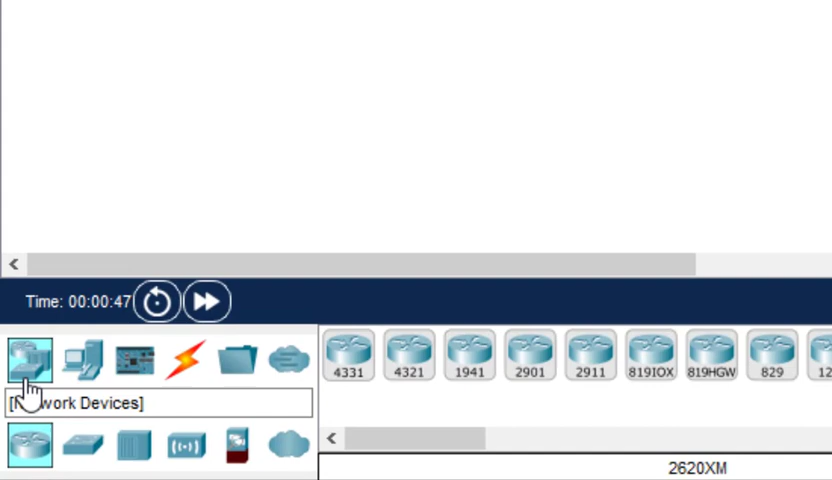 Time: 00:00:47
4331 4321 1941 2901 2911 819IOX 819HGW 829
work Devices]
2620XM